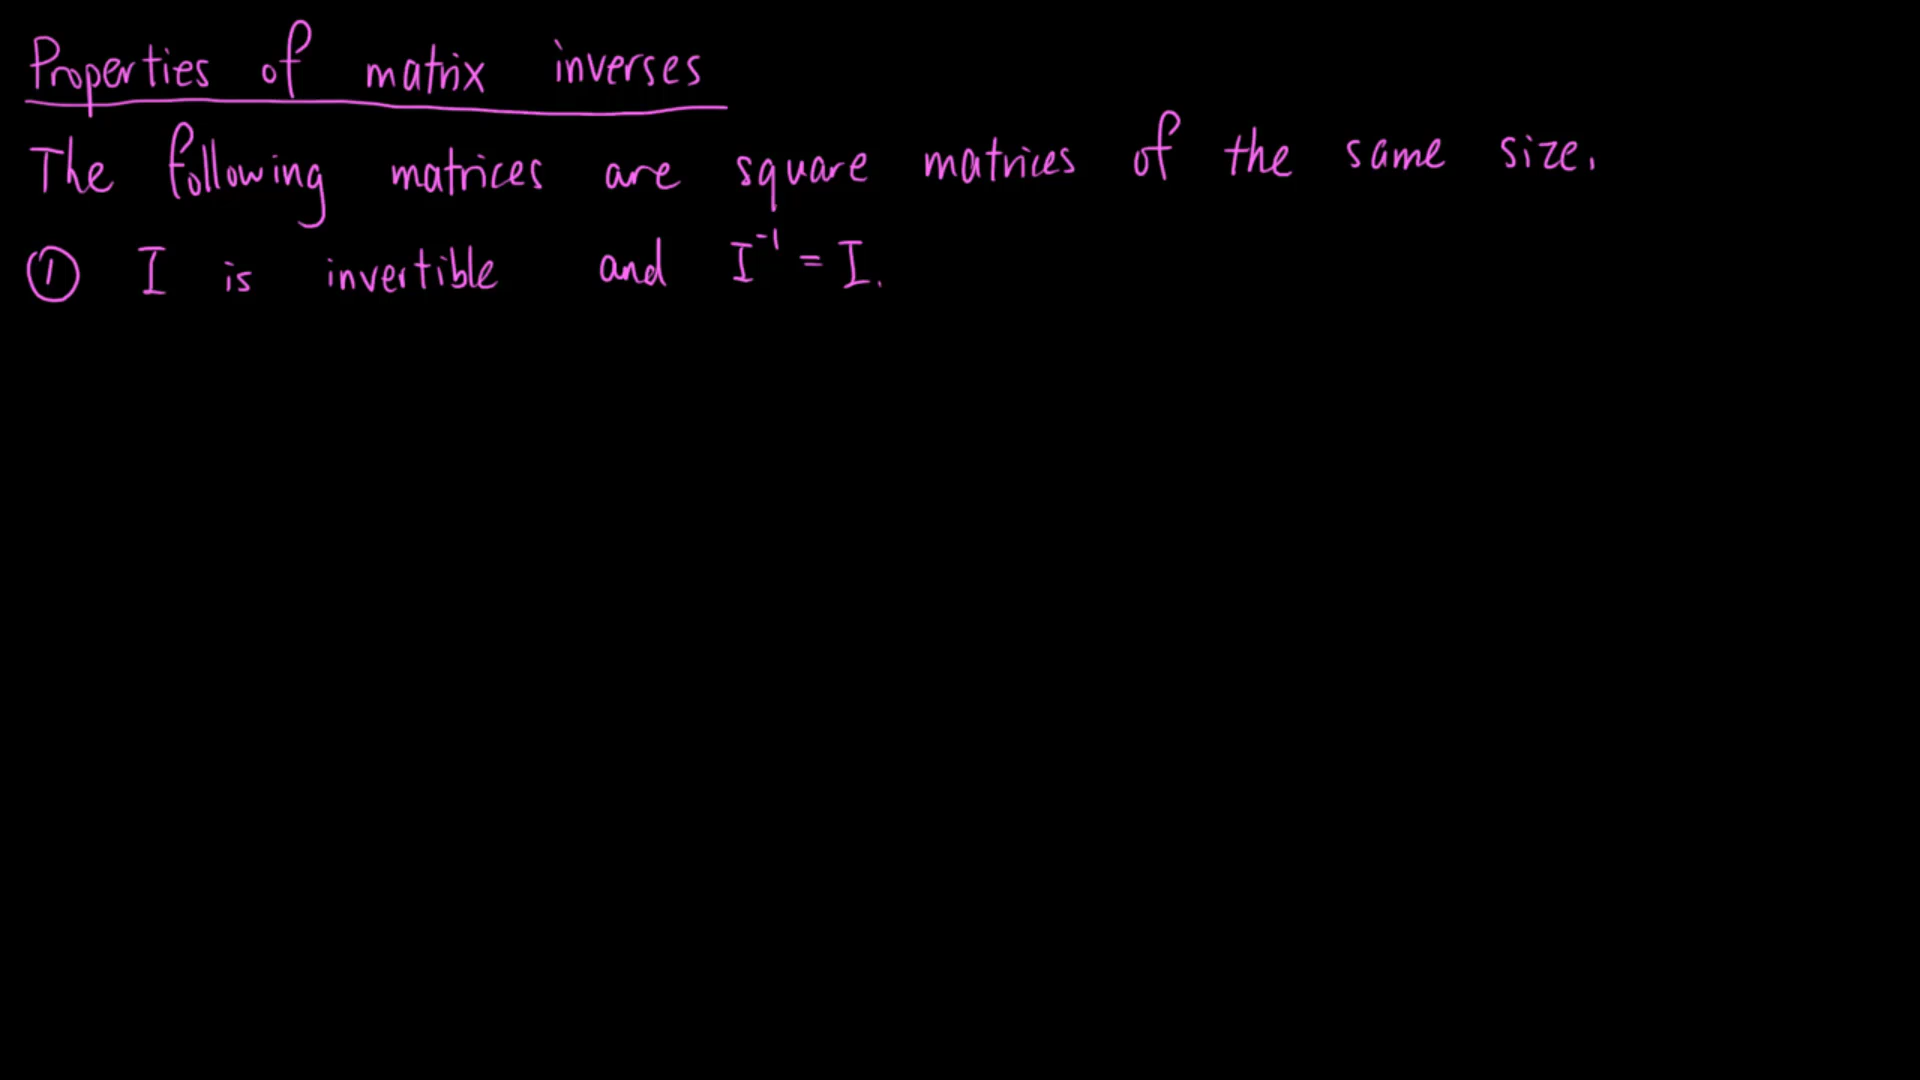 Properties of matrix inverses
The following matrices are square matrices of the same size.
① I is invertible and I⁻¹ = I.